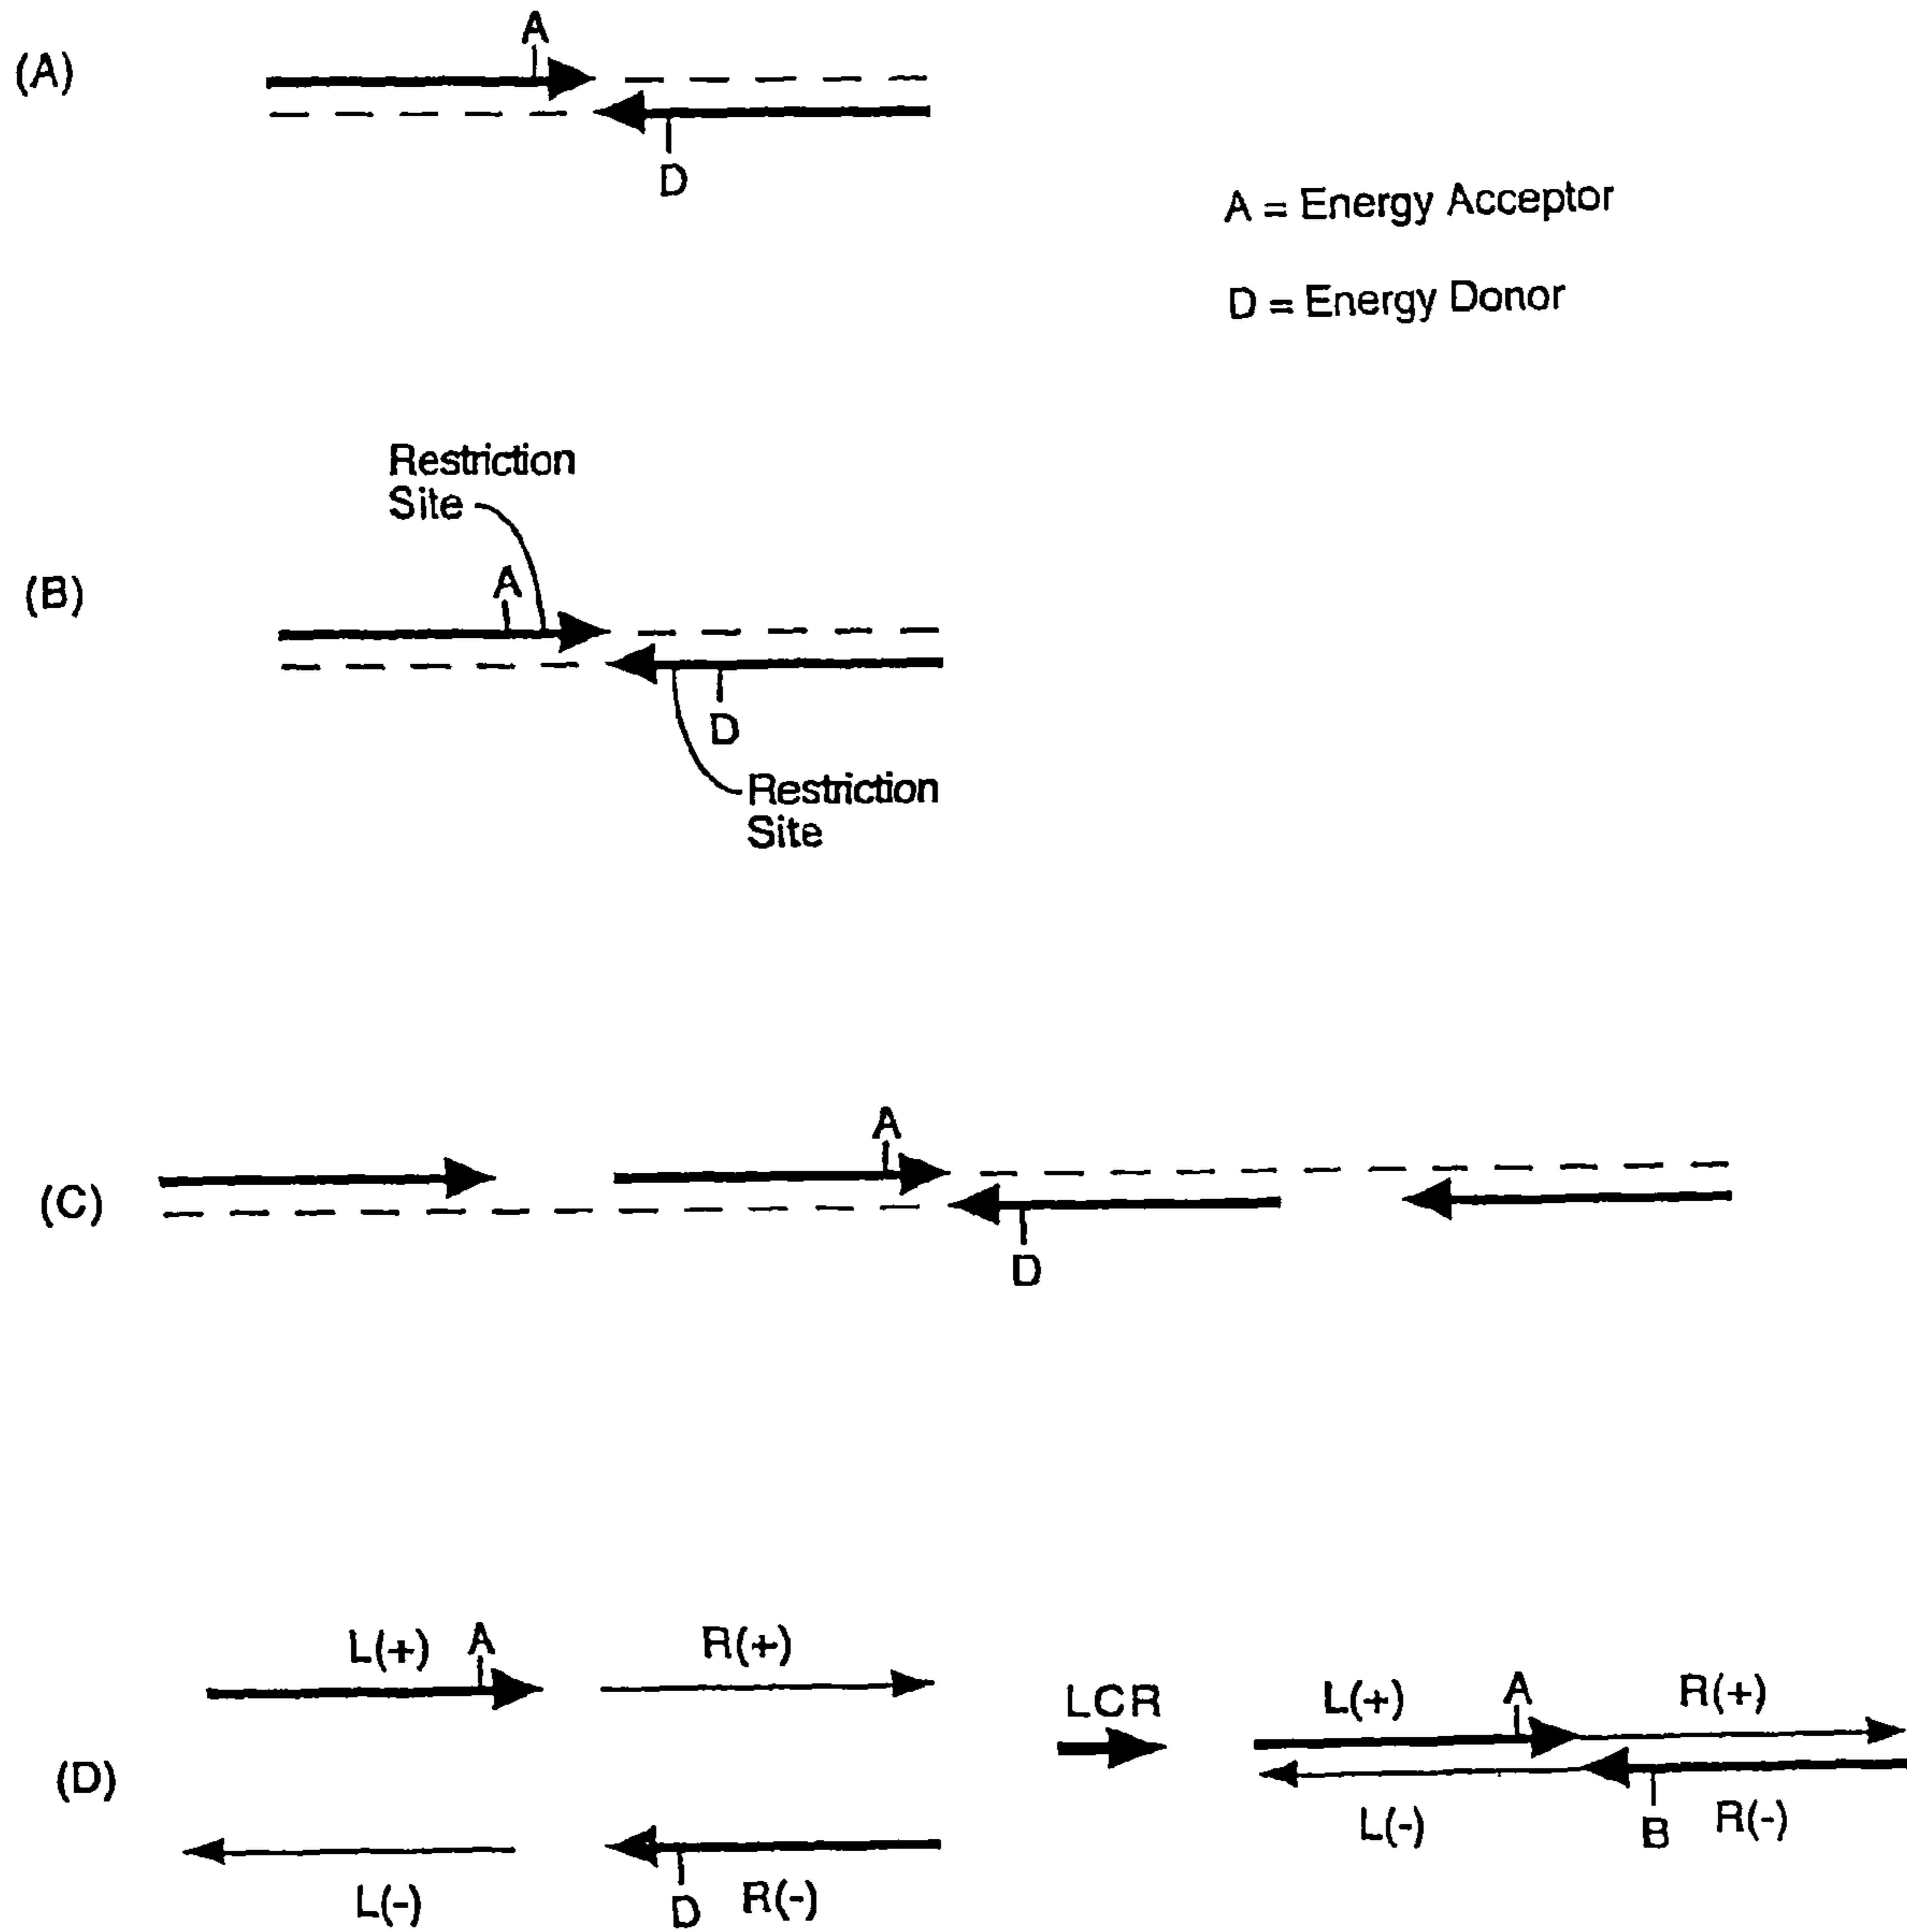 (A)
A
D
A = Energy Acceptor
D = Energy Donor
(B)
Restriction
Site
A
D
Restriction
Site
(C)
A
D
(D)
L(+) A
R(+)
L(-)
D R(-)
LCR
L(+) A R(+)
L(-) B R(-)